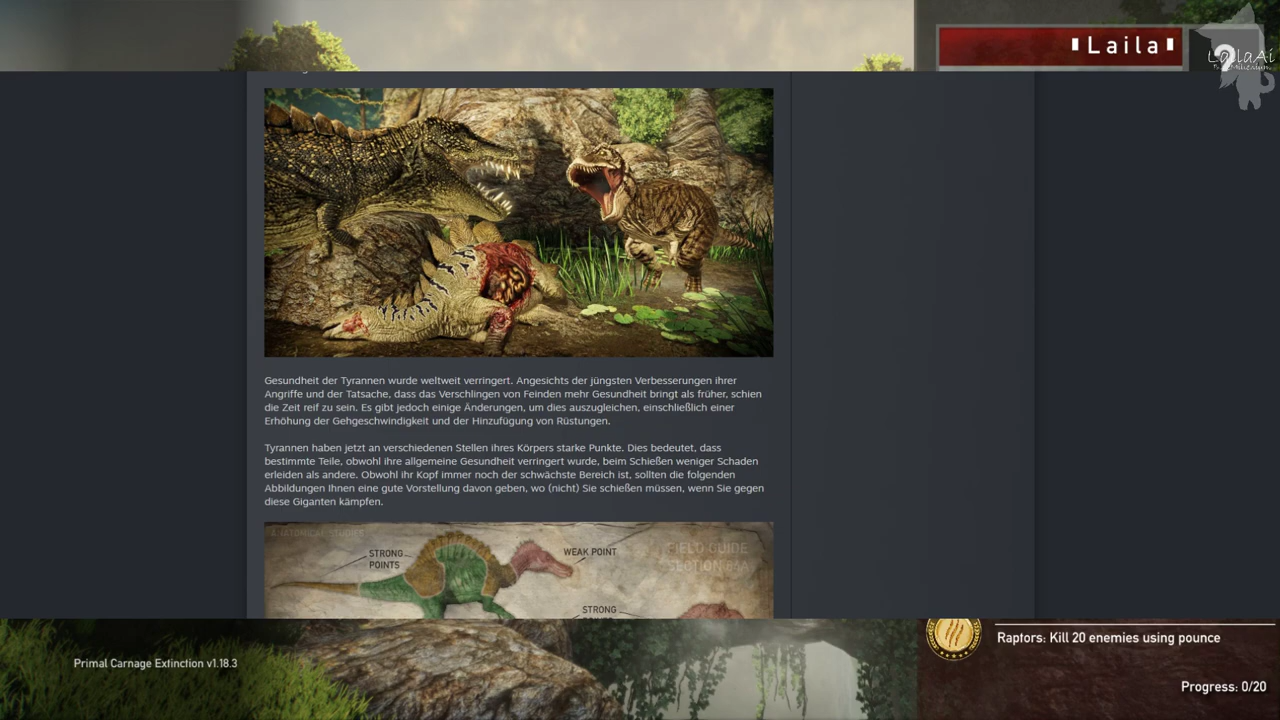 Laila
LailaAi
Gesundheit der Tyrannen wurde weltweit verringert. Angesichts der jüngsten Verbesserungen ihrer
Angriffe und der Tatsache, dass das Verschlingen von Feinden mehr Gesundheit bringt als früher, schien
die Zeit reif zu sein. Es gibt jedoch einige Änderungen, um dies auszugleichen, einschließlich einer
Erhöhung der Gehgeschwindigkeit und der Hinzufügung von Rüstungen.
Tyrannen haben jetzt an verschiedenen Stellen ihres Körpers starke Punkte. Dies bedeutet, dass
bestimmte Teile, obwohl ihre allgemeine Gesundheit verringert wurde, beim Schießen weniger Schaden
erleiden als andere. Obwohl ihr Kopf immer noch der schwächste Bereich ist, sollten die folgenden
Abbildungen Ihnen eine gute Vorstellung davon geben, wo (nicht) Sie schießen müssen, wenn Sie gegen
diese Giganten kämpfen.
ANATOMICAL STUDIES
STRONG
POINTS
WEAK POINT
FIELD GUIDE
SECTION 86A
STRONG
Raptors: Kill 20 enemies using pounce
Primal Carnage Extinction v1.18.3
Progress: 0/20